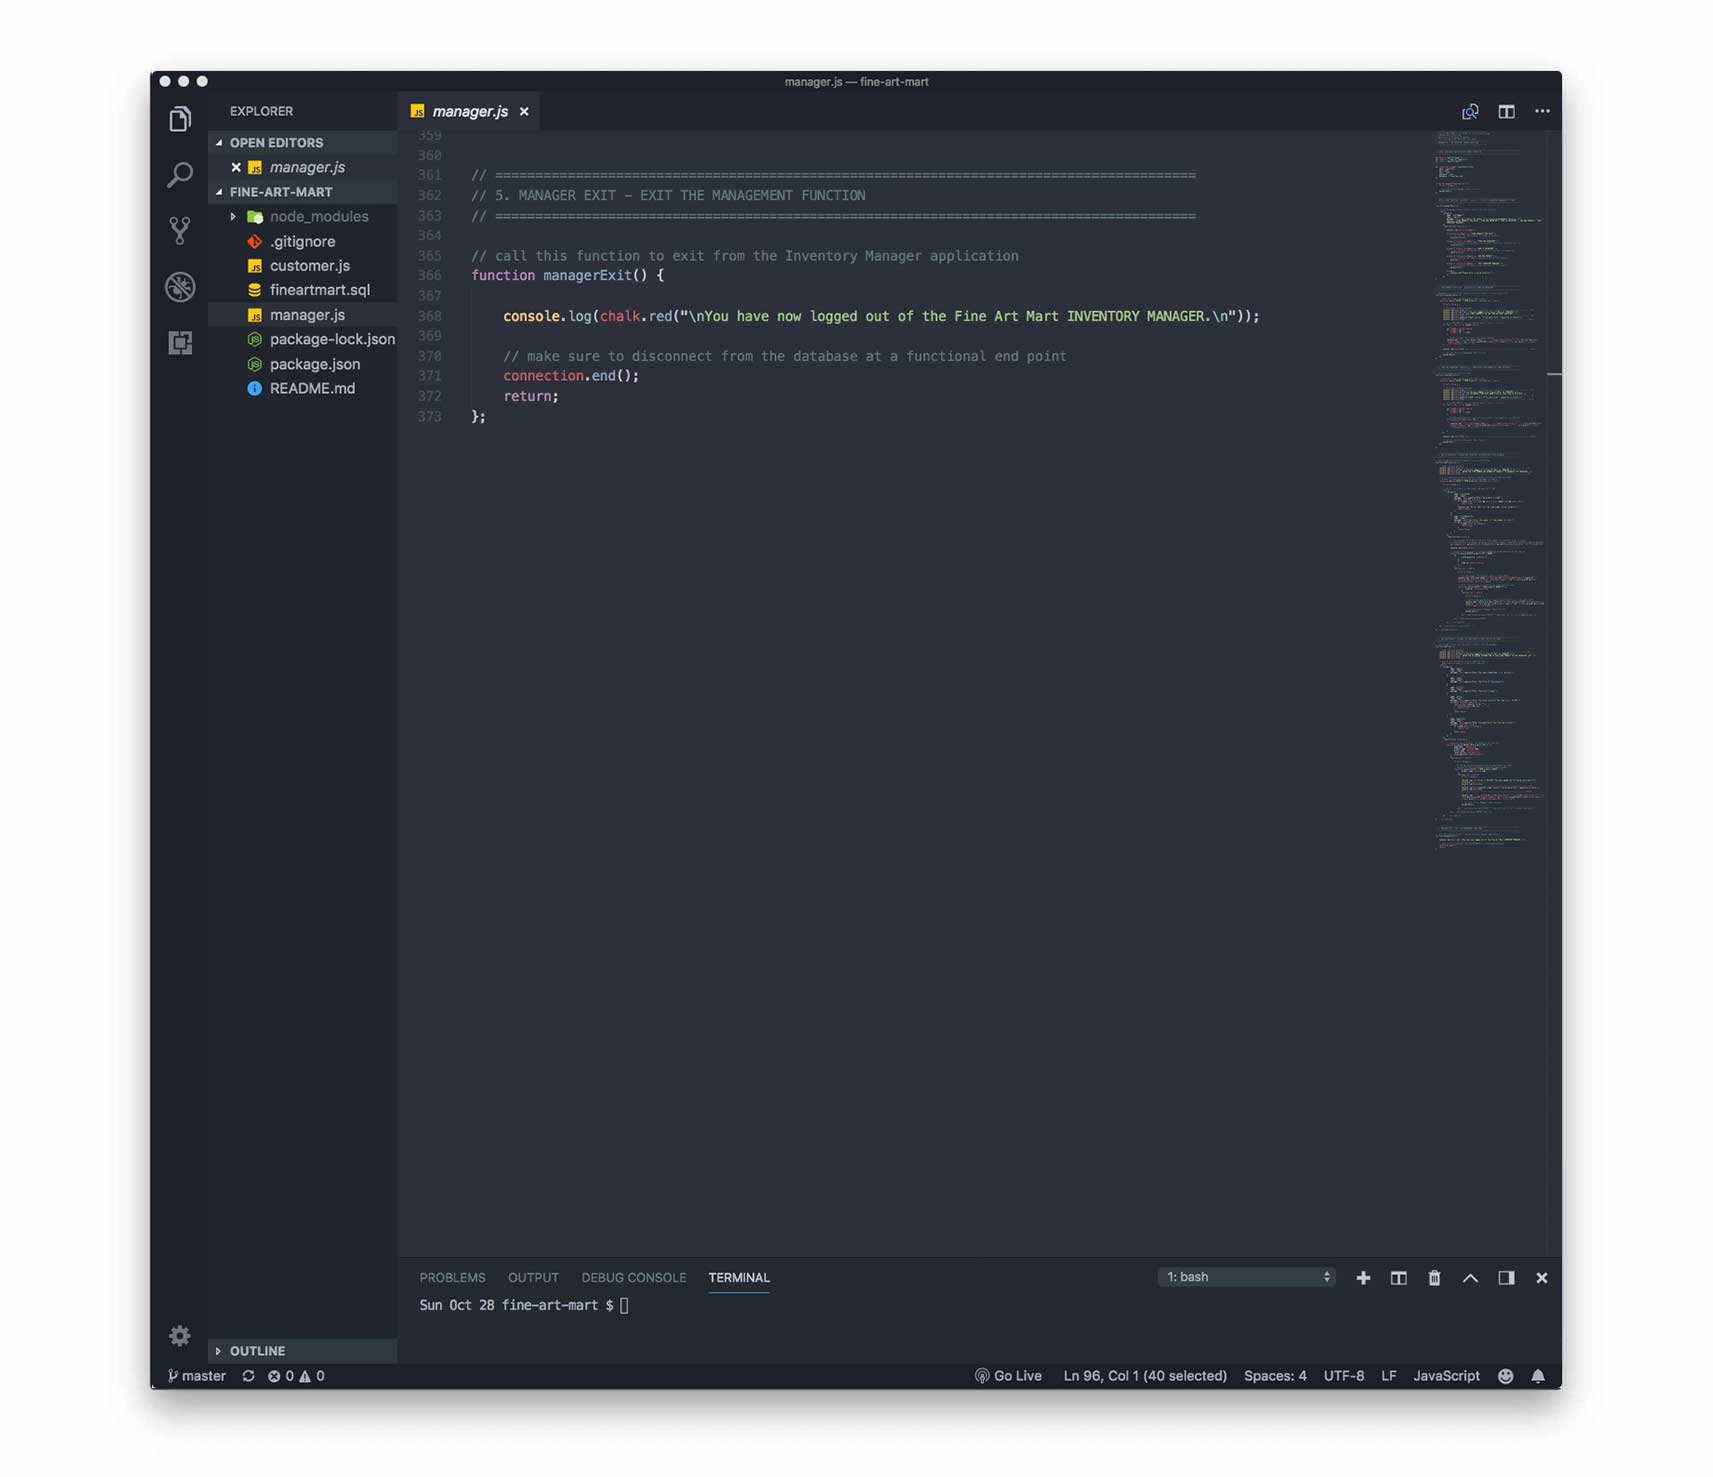 manager.js — fine-art-mart
EXPLORER
OPEN EDITORS
manager.js
FINE-ART-MART
node_modules
.gitignore
customer.js
fineartmart.sql
manager.js
package-lock.json
package.json
README.md
OUTLINE
manager.js
359
360
361 // =======================================================================================
362 // 5. MANAGER EXIT - EXIT THE MANAGEMENT FUNCTION
363 // =======================================================================================
364
365 // call this function to exit from the Inventory Manager application
366 function managerExit() {
367
368 console.log(chalk.red("\nYou have now logged out of the Fine Art Mart INVENTORY MANAGER.\n"));
369
370 // make sure to disconnect from the database at a functional end point
371 connection.end();
372 return;
373 };
PROBLEMS OUTPUT DEBUG CONSOLE TERMINAL 1: bash
Sun Oct 28 fine-art-mart $
master 0 0 Go Live Ln 96, Col 1 (40 selected) Spaces: 4 UTF-8 LF JavaScript